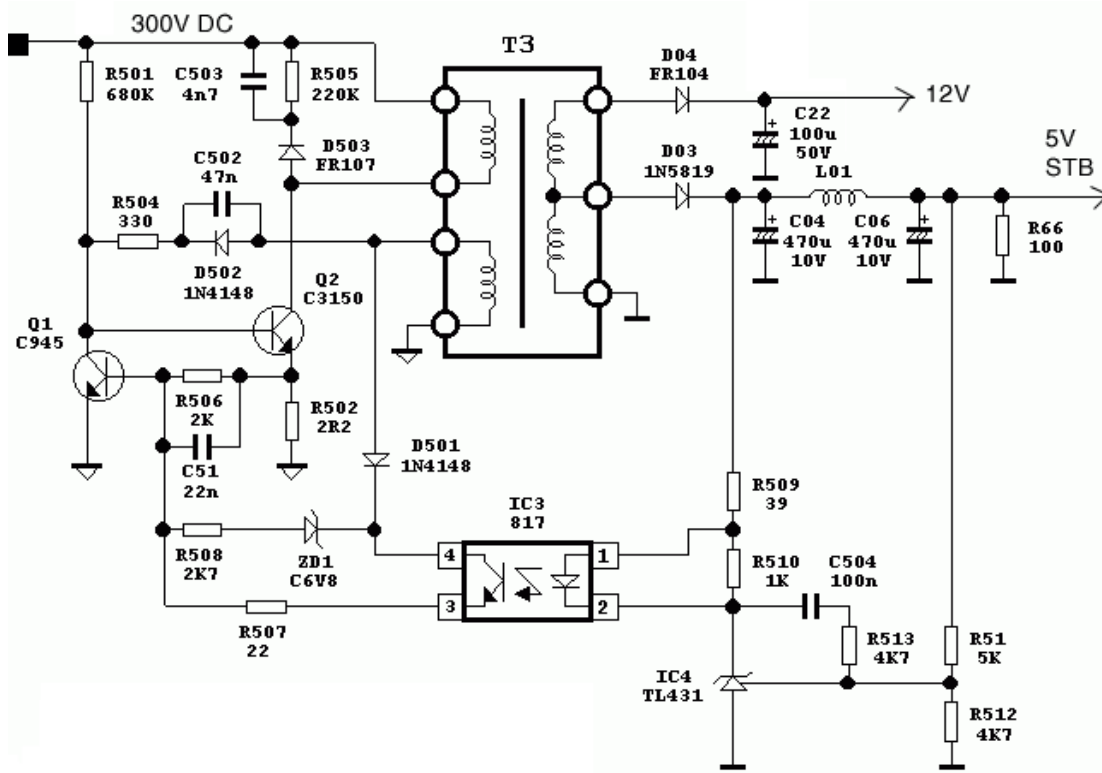 300V DC
T3
R501
680K
C503
4n7
R505
220K
D04
FR104
12V
C22
100u
50V
5V
STB
D503
FR107
C502
47n
D03
1N5819
L01
R504
330
C04
470u
10V
C06
470u
10V
R66
100
D502
1N4148
Q2
C3150
Q1
C945
R506
2K
R502
2R2
C51
22n
D501
1N4148
R509
39
IC3
817
R508
2K7
ZD1
C6V8
4
1
R510
1K
C504
100n
3
2
R507
22
R513
4K7
R51
5K
IC4
TL431
R512
4K7